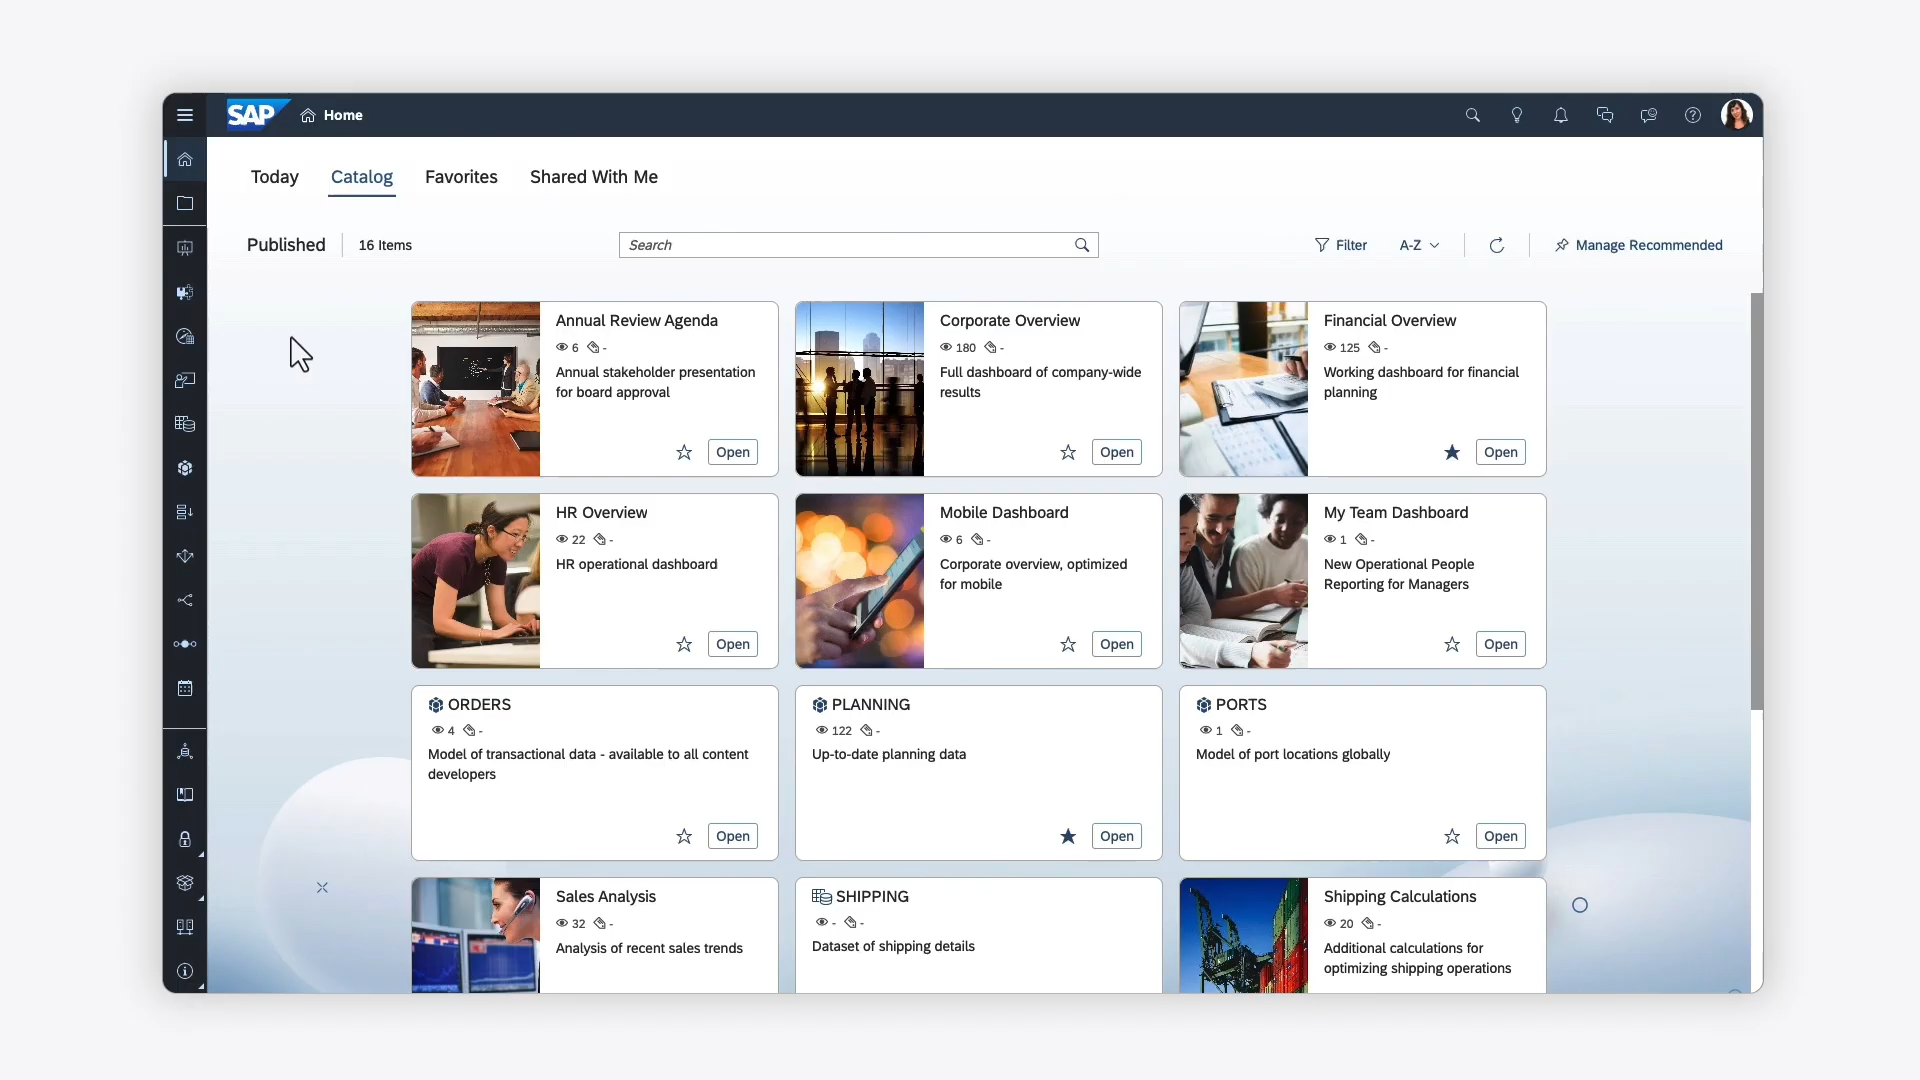 SAP Home
Today Catalog Favorites Shared With Me
Published 16 Items Search Filter A-Z Manage Recommended
Annual Review Agenda
6 -
Annual stakeholder presentation
for board approval
Open
Corporate Overview
180 -
Full dashboard of company-wide
results
Open
Financial Overview
125 -
Working dashboard for financial
planning
Open
HR Overview
22 -
HR operational dashboard
Open
Mobile Dashboard
6 -
Corporate overview, optimized
for mobile
Open
My Team Dashboard
1 -
New Operational People
Reporting for Managers
Open
ORDERS
4 -
Model of transactional data - available to all content
developers
Open
PLANNING
122 -
Up-to-date planning data
Open
PORTS
1 -
Model of port locations globally
Open
Sales Analysis
32 -
Analysis of recent sales trends
SHIPPING
- -
Dataset of shipping details
Shipping Calculations
20 -
Additional calculations for
optimizing shipping operations